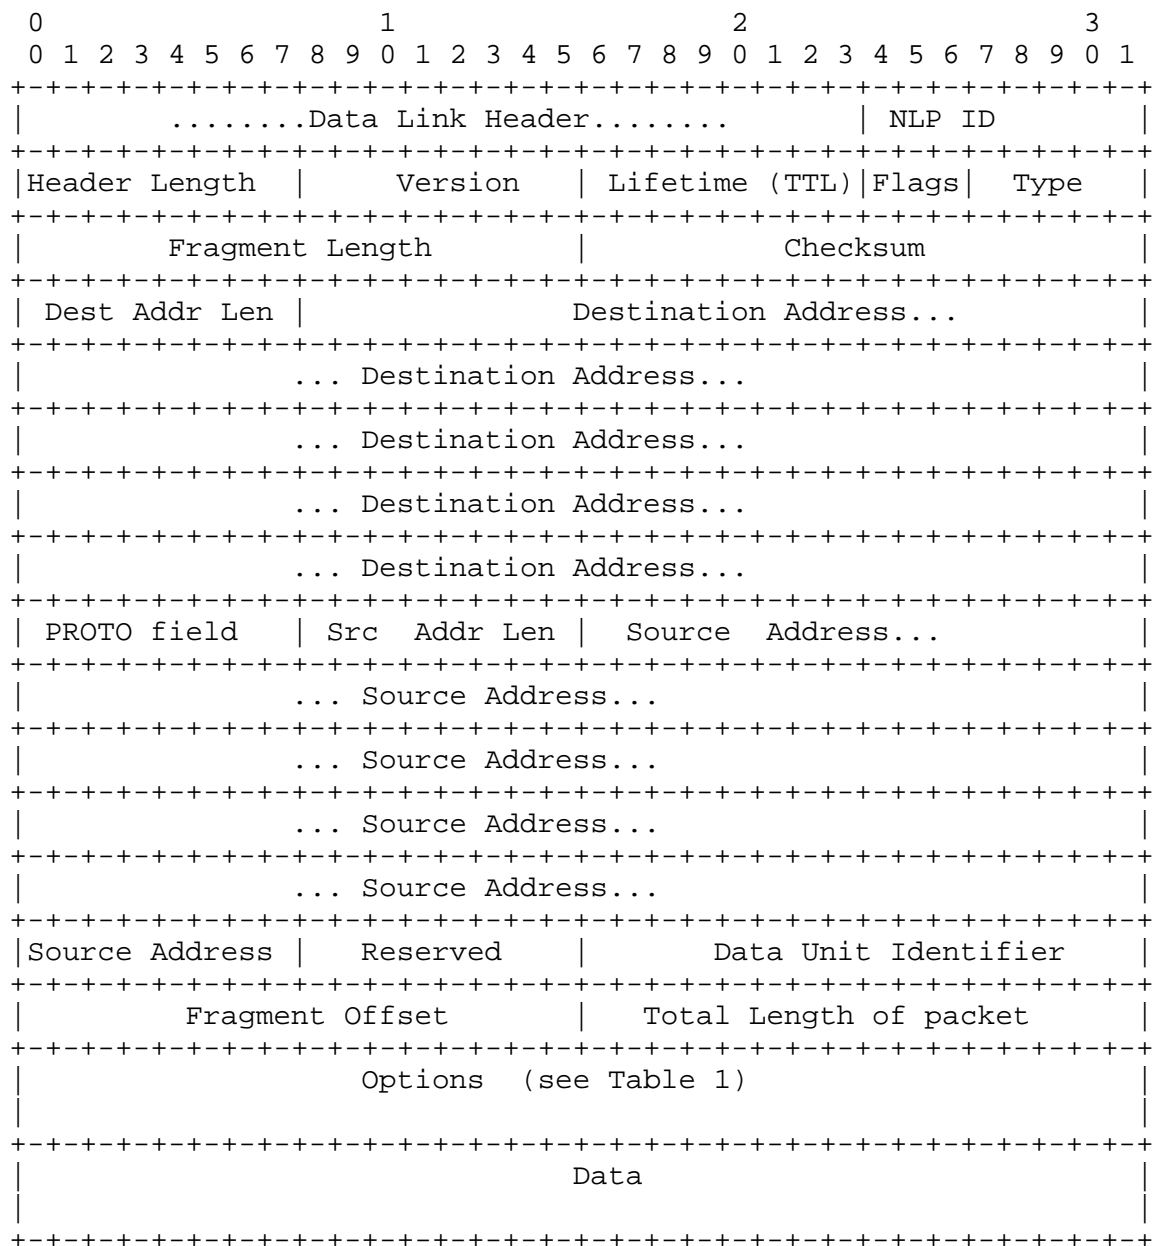 0                   1                   2                   3
0 1 2 3 4 5 6 7 8 9 0 1 2 3 4 5 6 7 8 9 0 1 2 3 4 5 6 7 8 9 0 1
+-+-+-+-+-+-+-+-+-+-+-+-+-+-+-+-+-+-+-+-+-+-+-+-+-+-+-+-+-+-+-+-+
|        ........Data Link Header........       | NLP ID        |
+-+-+-+-+-+-+-+-+-+-+-+-+-+-+-+-+-+-+-+-+-+-+-+-+-+-+-+-+-+-+-+-+
|Header Length  |     Version   | Lifetime (TTL)|Flags|  Type   |
+-+-+-+-+-+-+-+-+-+-+-+-+-+-+-+-+-+-+-+-+-+-+-+-+-+-+-+-+-+-+-+-+
|        Fragment Length        |           Checksum            |
+-+-+-+-+-+-+-+-+-+-+-+-+-+-+-+-+-+-+-+-+-+-+-+-+-+-+-+-+-+-+-+-+
| Dest Addr Len |               Destination Address...          |
+-+-+-+-+-+-+-+-+-+-+-+-+-+-+-+-+-+-+-+-+-+-+-+-+-+-+-+-+-+-+-+-+
|               ... Destination Address...                      |
+-+-+-+-+-+-+-+-+-+-+-+-+-+-+-+-+-+-+-+-+-+-+-+-+-+-+-+-+-+-+-+-+
|               ... Destination Address...                      |
+-+-+-+-+-+-+-+-+-+-+-+-+-+-+-+-+-+-+-+-+-+-+-+-+-+-+-+-+-+-+-+-+
|               ... Destination Address...                      |
+-+-+-+-+-+-+-+-+-+-+-+-+-+-+-+-+-+-+-+-+-+-+-+-+-+-+-+-+-+-+-+-+
|               ... Destination Address...                      |
+-+-+-+-+-+-+-+-+-+-+-+-+-+-+-+-+-+-+-+-+-+-+-+-+-+-+-+-+-+-+-+-+
| PROTO field   | Src  Addr Len |  Source  Address...           |
+-+-+-+-+-+-+-+-+-+-+-+-+-+-+-+-+-+-+-+-+-+-+-+-+-+-+-+-+-+-+-+-+
|               ... Source Address...                           |
+-+-+-+-+-+-+-+-+-+-+-+-+-+-+-+-+-+-+-+-+-+-+-+-+-+-+-+-+-+-+-+-+
|               ... Source Address...                           |
+-+-+-+-+-+-+-+-+-+-+-+-+-+-+-+-+-+-+-+-+-+-+-+-+-+-+-+-+-+-+-+-+
|               ... Source Address...                           |
+-+-+-+-+-+-+-+-+-+-+-+-+-+-+-+-+-+-+-+-+-+-+-+-+-+-+-+-+-+-+-+-+
|               ... Source Address...                           |
+-+-+-+-+-+-+-+-+-+-+-+-+-+-+-+-+-+-+-+-+-+-+-+-+-+-+-+-+-+-+-+-+
|Source Address |   Reserved    |       Data Unit Identifier    |
+-+-+-+-+-+-+-+-+-+-+-+-+-+-+-+-+-+-+-+-+-+-+-+-+-+-+-+-+-+-+-+-+
|         Fragment Offset       |   Total Length of packet      |
+-+-+-+-+-+-+-+-+-+-+-+-+-+-+-+-+-+-+-+-+-+-+-+-+-+-+-+-+-+-+-+-+
|                   Options  (see Table 1)                      |
|                                                               |
+-+-+-+-+-+-+-+-+-+-+-+-+-+-+-+-+-+-+-+-+-+-+-+-+-+-+-+-+-+-+-+-+
|                               Data                            |
|                                                               |
+-+-+-+-+-+-+-+-+-+-+-+-+-+-+-+-+-+-+-+-+-+-+-+-+-+-+-+-+-+-+-+-+